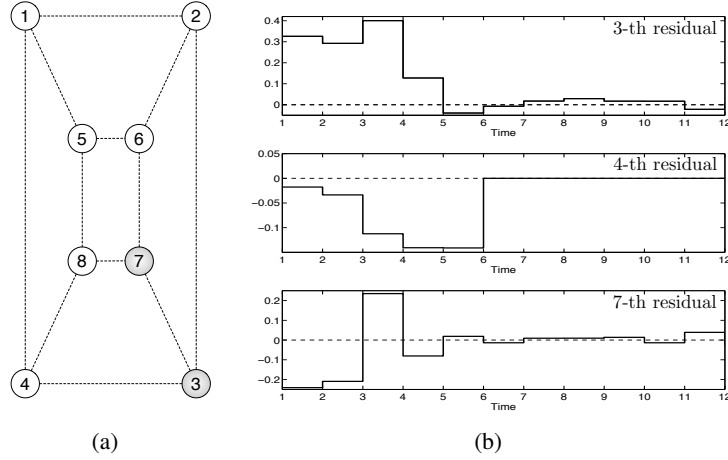 1
2
5
6
8
7
4
3
(a)
0.4
3-th residual
0.3
0.2
0.1
0
1 2 3 4 5 6 7 8 9 10 11 12
Time
0.05
4-th residual
0
−0.05
−0.1
1 2 3 4 5 6 7 8 9 10 11 12
Time
0.2
7-th residual
0.1
0
−0.1
−0.2
1 2 3 4 5 6 7 8 9 10 11 12
Time
(b)